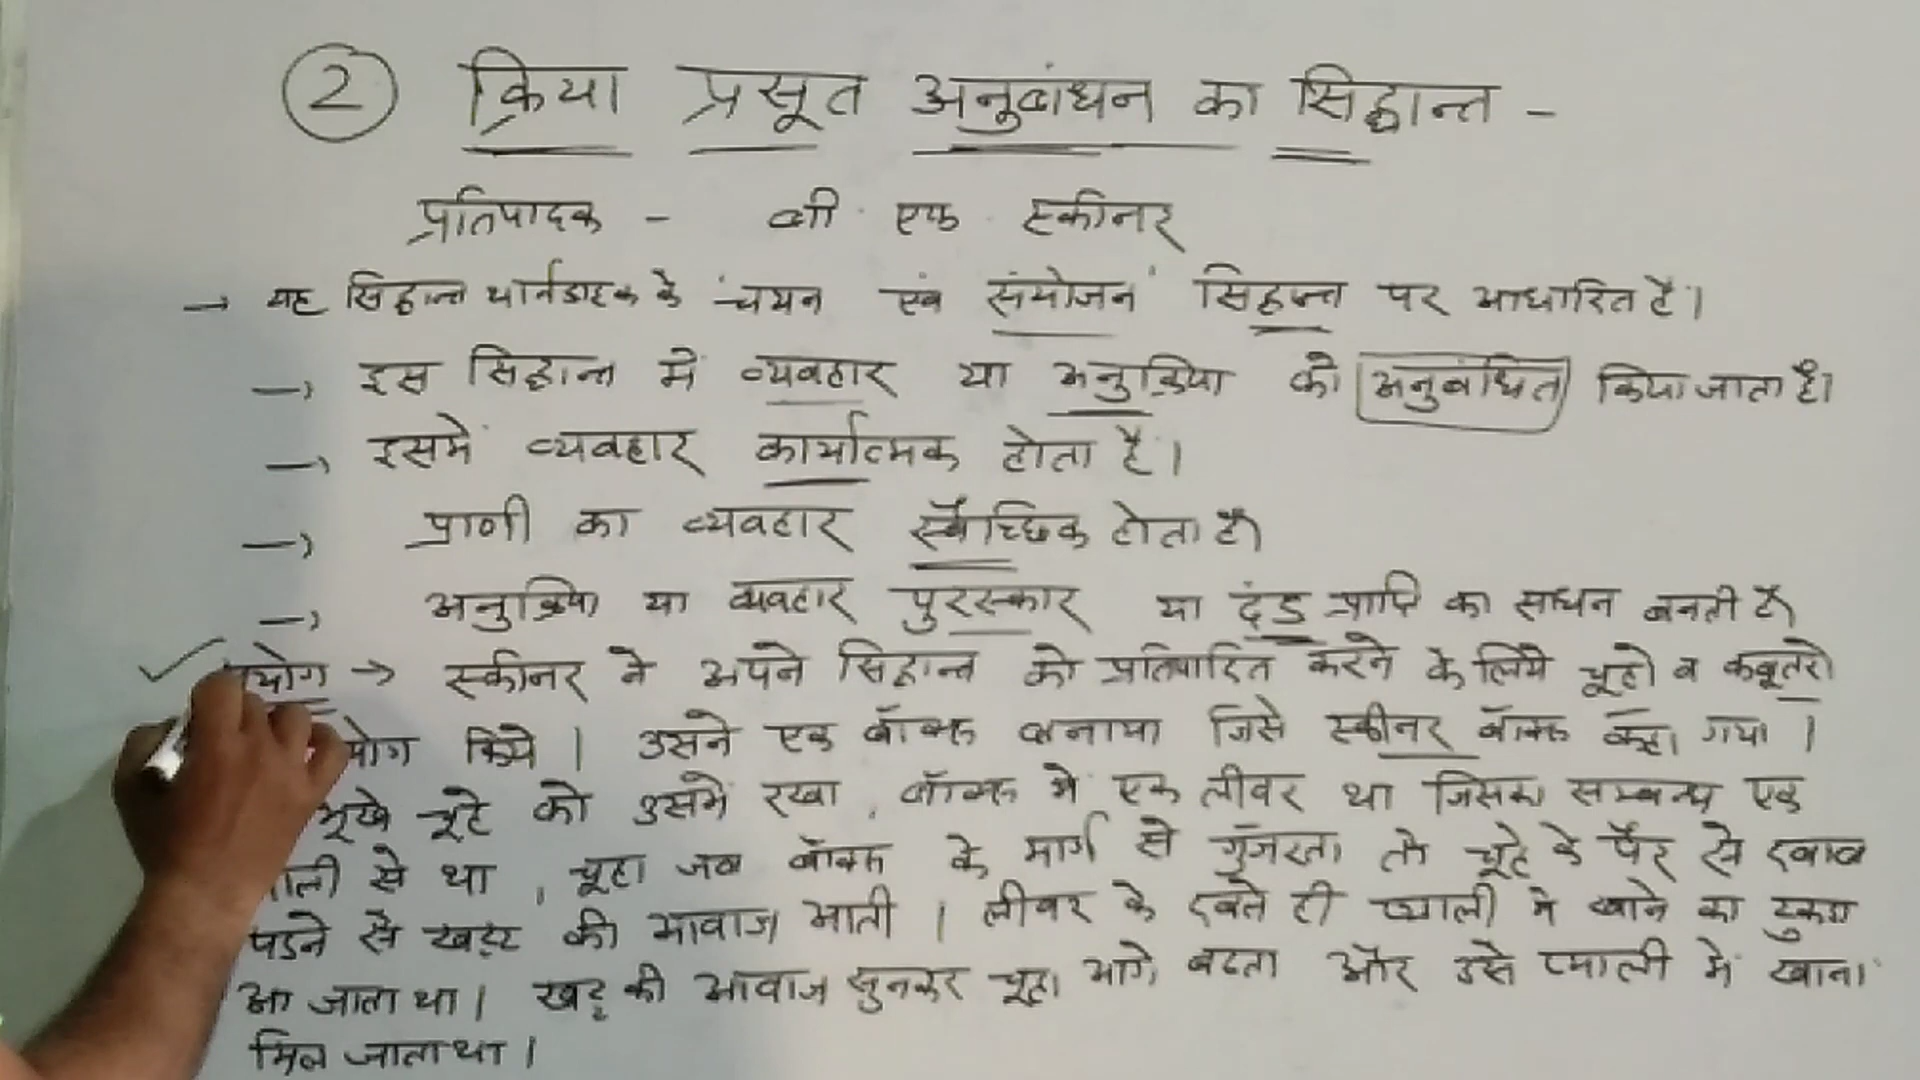 ② क्रिया प्रसूत अनुबांधन का सिद्धान्त -
प्रतिपादक - बी एफ स्कीनर
→ यह सिद्धान्त थार्नडाइक के चयन एवं संयोजन सिद्धान्त पर आधारित है।
→ इस सिद्धान्त में व्यवहार या अनुक्रिया को अनुबंधित किया जाता है।
→ इसमें व्यवहार कार्यात्मक होता है।
→ प्राणी का व्यवहार स्वैच्छिक होता है।
→ अनुक्रिया या व्यवहार पुरस्कार या दंड प्राप्ति का साधन बनती है।
→ स्कीनर ने अपने सिद्धान्त को प्रतिपादित करने के लिये चूहो व कबूतरो
किये। उसने एक बॉक्स बनाया जिसे स्कीनर बॉक्स कहा गया।
भूखे चूहे को उसमें रखा, बॉक्स में एक लीवर था जिसका सम्बन्ध एक
से था, चूहा जब बॉक्स के मार्ग से गुँजरता तो चूहे के पैर से दबाव
पडने से खट्ट की आवाज आती। लीवर के दबते ही प्याली में खाने का टुकडा
आ जाता था। खट्ट की आवाज सुनकर चूहा आगे बढता और उसे प्याली में खाना
मिल जाता था।